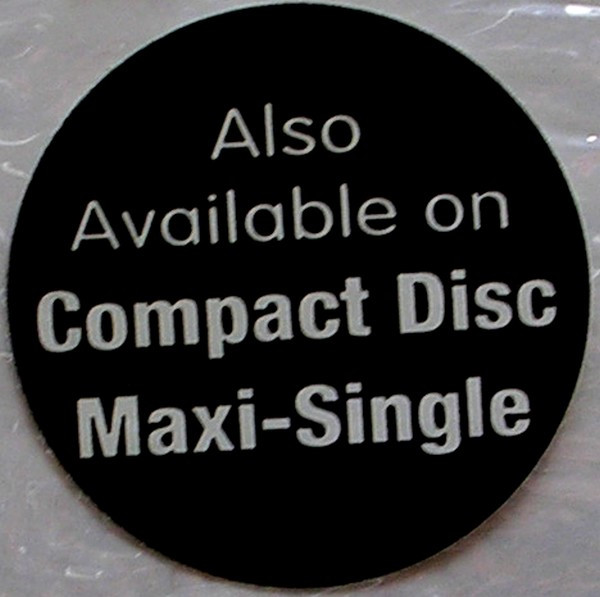 Also
Available on
Compact Disc
Maxi-Single